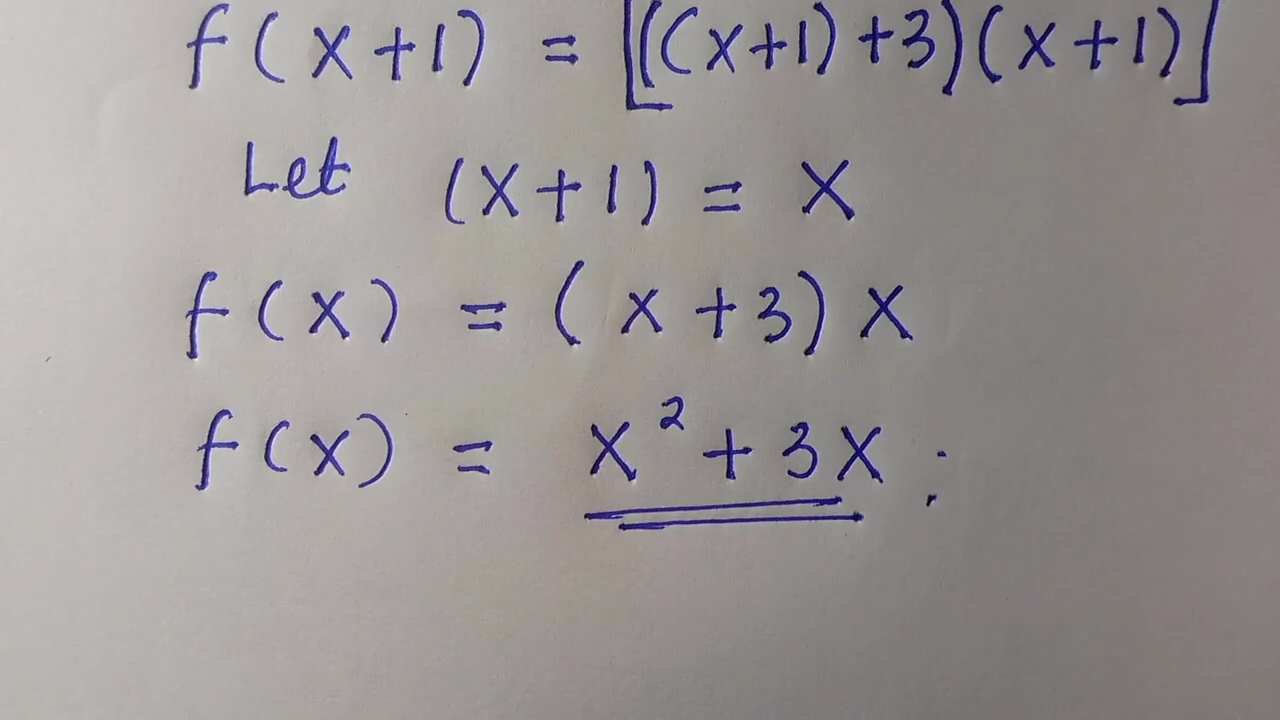 f(x+1) = [((x+1)+3)(x+1)]
Let (x+1) = x
f(x) = (x+3)x
f(x) = x²+3x ;